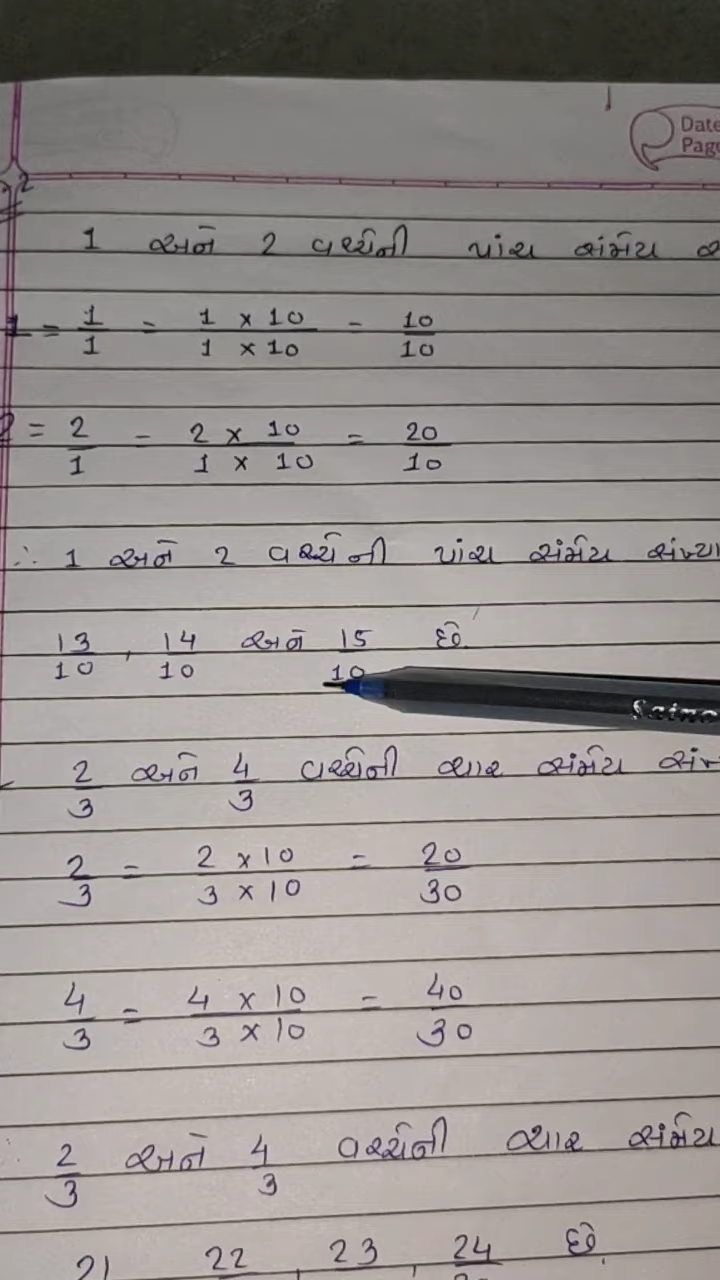 Date
Page
1 અને 2 વચ્ચેની પાંચ સંમેય
1 = 1/1 = 1 × 10 / 1 × 10 = 10/10
2 = 2/1 = 2 × 10 / 1 × 10 = 20/10
∴ 1 અને 2 વચ્ચેની પાંચ સંમેય સંખ્યા
13/10 , 14/10 અને 15/10 છે.
2/3 અને 4/3 વચ્ચેની ચાર સંમેય
2/3 = 2 × 10 / 3 × 10 = 20/30
4/3 = 4 × 10 / 3 × 10 = 40/30
2/3 અને 4/3 વચ્ચેની ચાર સંમેય
21 22 , 23 , 24 છે.